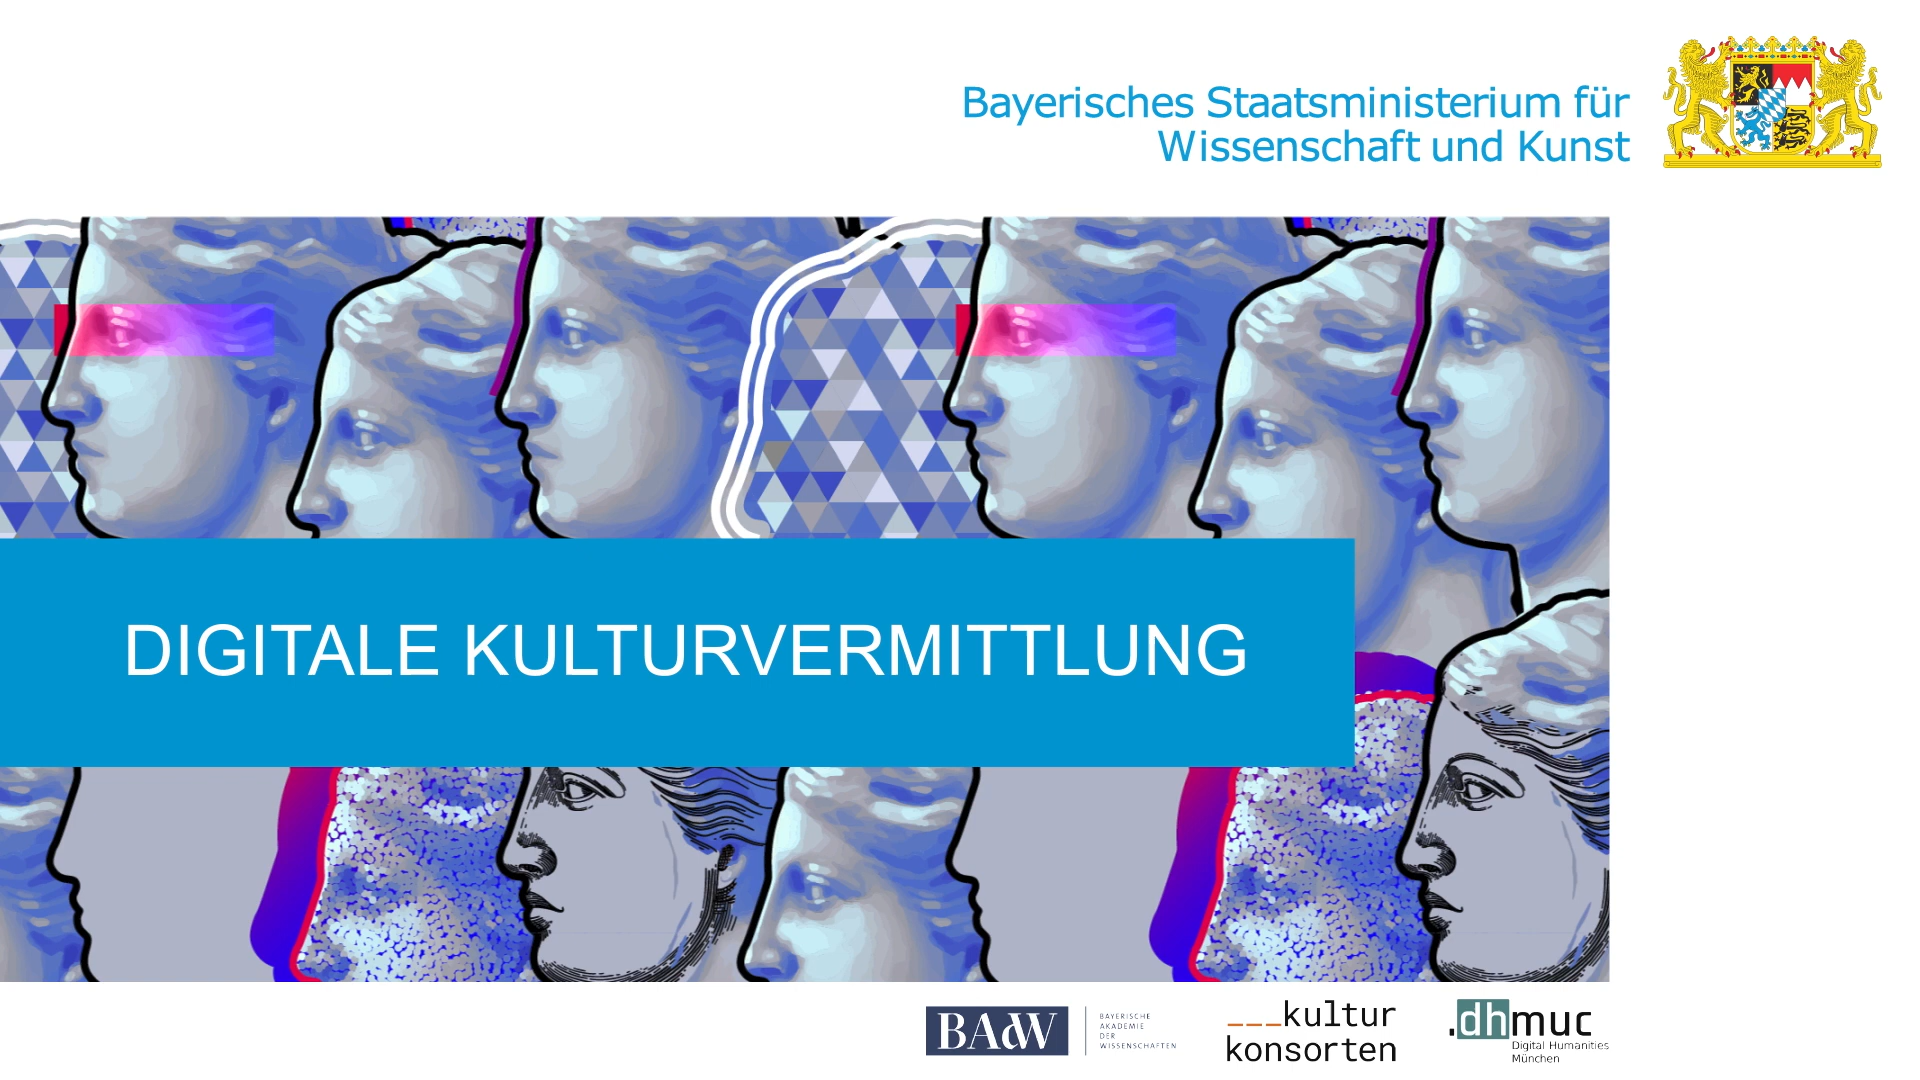 Bayerisches Staatsministerium für
Wissenschaft und Kunst
DIGITALE KULTURVERMITTLUNG
BAdW
BAYERISCHE
AKADEMIE
DER
WISSENSCHAFTEN
___kultur
konsorten
.dhmuc
Digital Humanities
München